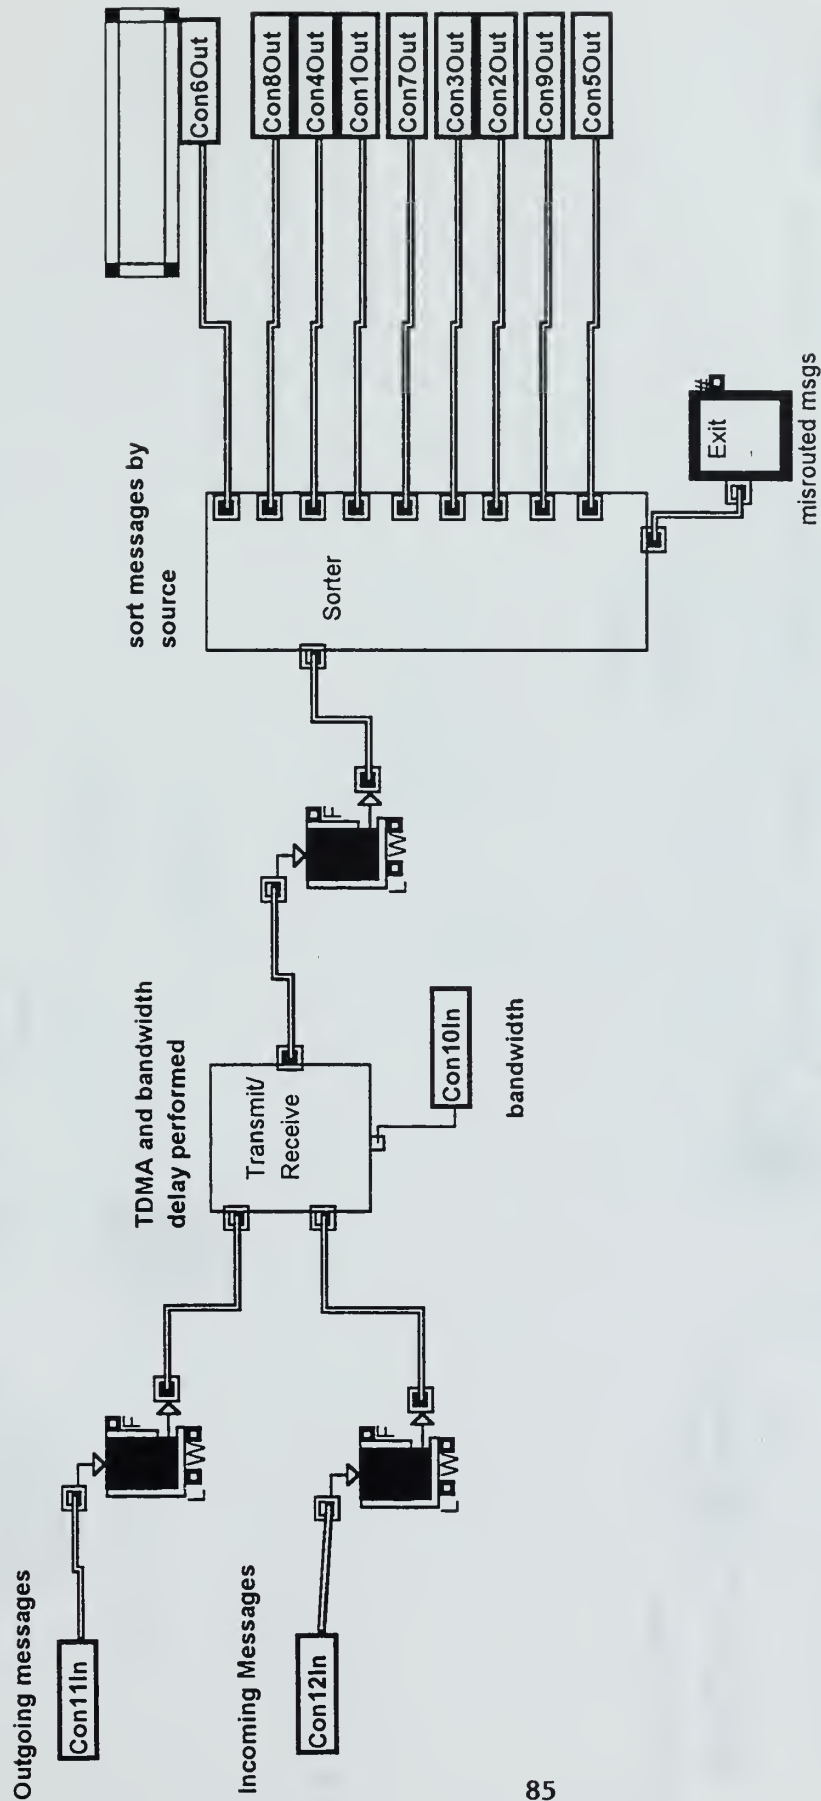 Outgoing messages
Con11In
F
L W
Incoming Messages
Con12In
F
L W
TDMA and bandwidth
delay performed
Transmit/
Receive
Con10In
bandwidth
F
L W
sort messages by
source
Sorter
Con6Out
Con8Out
Con4Out
Con1Out
Con7Out
Con3Out
Con2Out
Con9Out
Con5Out
#
Exit
misrouted msgs
85